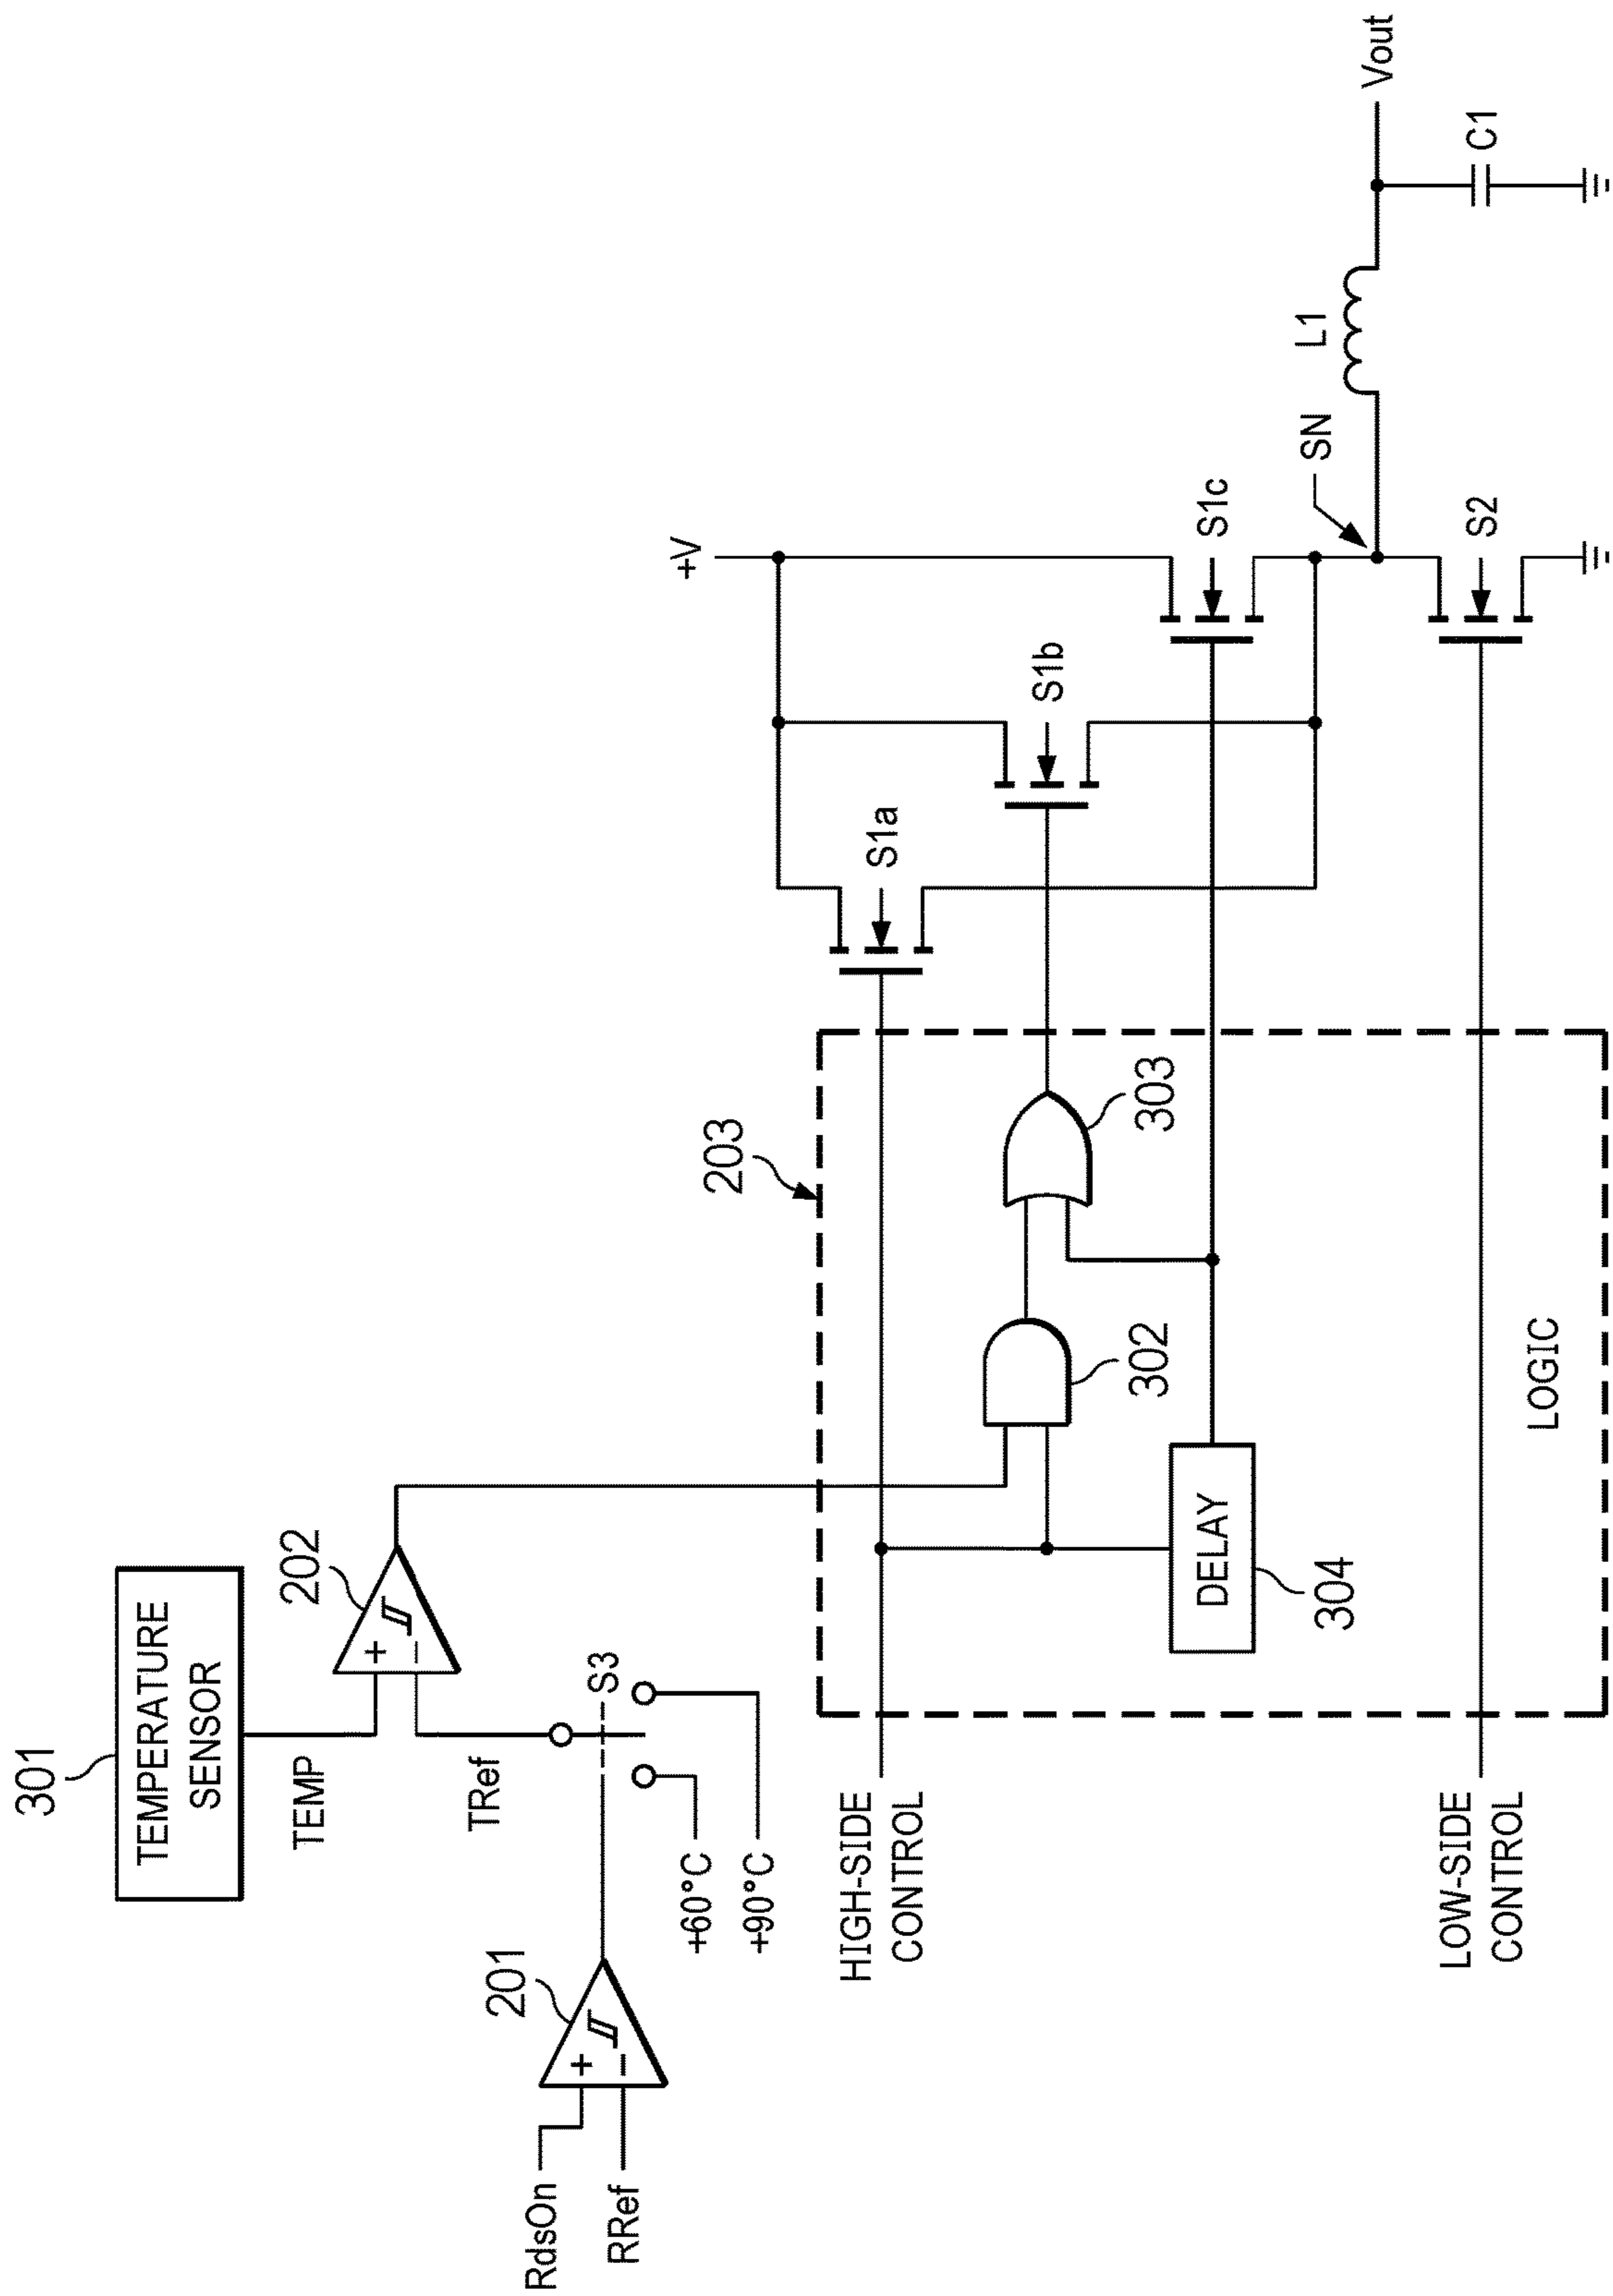 301
TEMPERATURE
SENSOR
TEMP
202
+
−
TRef
S3
+60°C
+90°C
201
+
−
RdsOn
RRef
HIGH-SIDE
CONTROL
LOW-SIDE
CONTROL
203
302
303
DELAY
304
LOGIC
+V
S1a
S1b
S1c
S2
SN
L1
Vout
C1